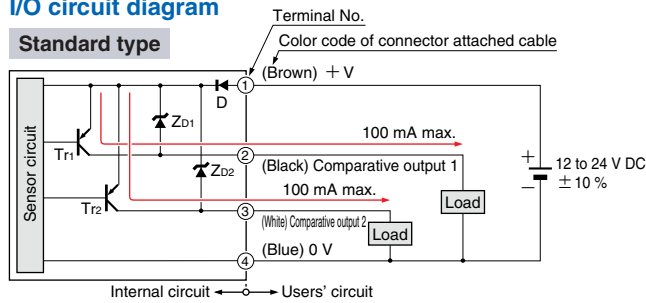 I/O circuit diagram
Terminal No.
Standard type
Color code of connector attached cable
1
(Brown) +V
D
ZD1
100 mA max.
Tr1
2
(Black) Comparative output 1
ZD2
100 mA max.
Sensor circuit
Tr2
3
(White) Comparative output 2
Load
Load
+
−
12 to 24 V DC
±10 %
4
(Blue) 0 V
Internal circuit
Users' circuit